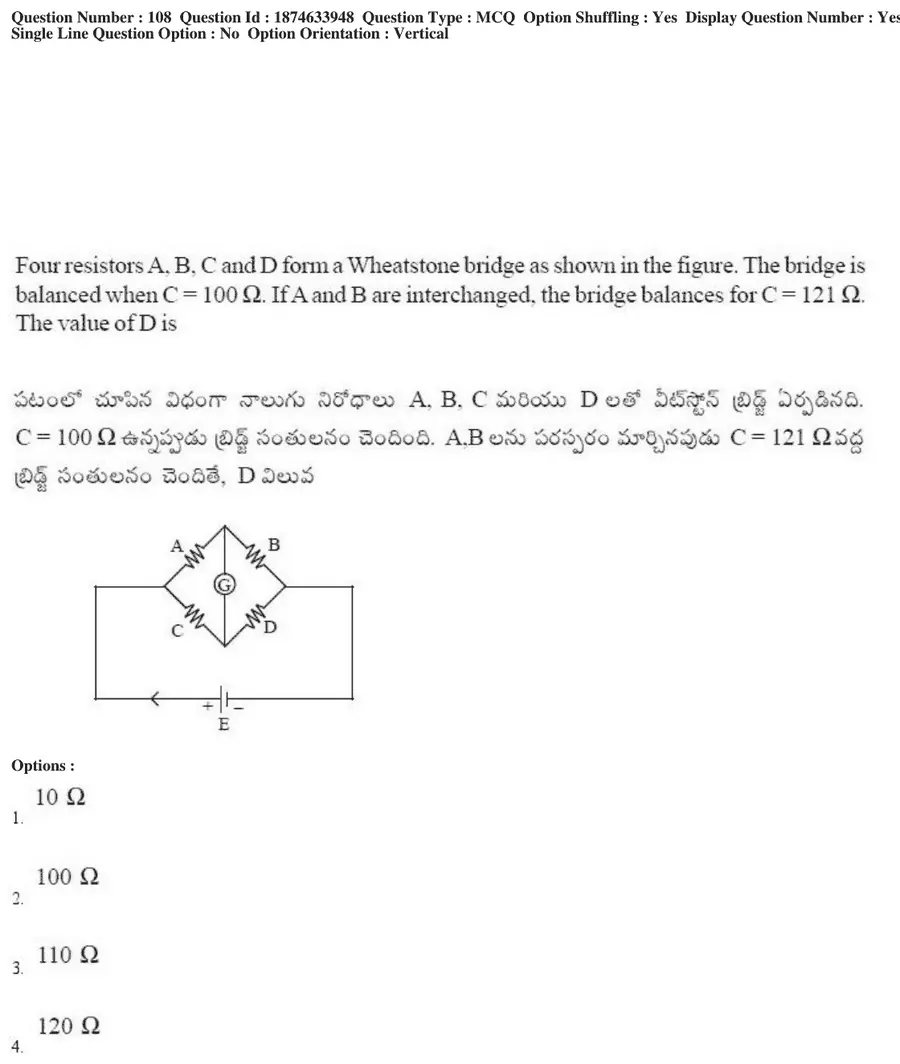 Question Number : 108 Question Id : 1874633948 Question Type : MCQ Option Shuffling : Yes Display Question Number : Yes
Single Line Question Option : No Option Orientation : Vertical
Four resistors A, B, C and D form a Wheatstone bridge as shown in the figure. The bridge is
balanced when C = 100 Ω. If A and B are interchanged, the bridge balances for C = 121 Ω.
The value of D is
పటంలో చూపిన విధంగా నాలుగు నిరోధాలు A, B, C మరియు D లతో వీట్‌స్టోన్ బ్రిడ్జ్ ఏర్పడినది.
C = 100 Ω ఉన్నప్పుడు బ్రిడ్జ్ సంతులనం చెందింది. A,B లను పరస్పరం మార్చినపుడు C = 121 Ω వద్ద
బ్రిడ్జ్ సంతులనం చెందితే, D విలువ
A
B
G
C
D
+
−
E
Options :
10 Ω
1.
100 Ω
2.
110 Ω
3.
120 Ω
4.